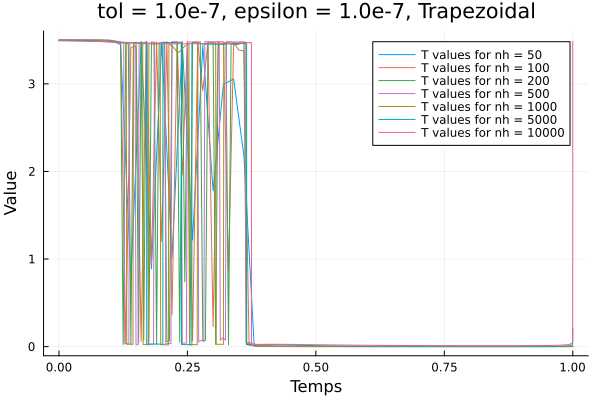 tol = 1.0e-7, epsilon = 1.0e-7, Trapezoidal
T values for nh = 50
T values for nh = 100
T values for nh = 200
T values for nh = 500
T values for nh = 1000
T values for nh = 5000
T values for nh = 10000
Value
3
2
1
0
0.00 0.25 0.50 0.75 1.00
Temps